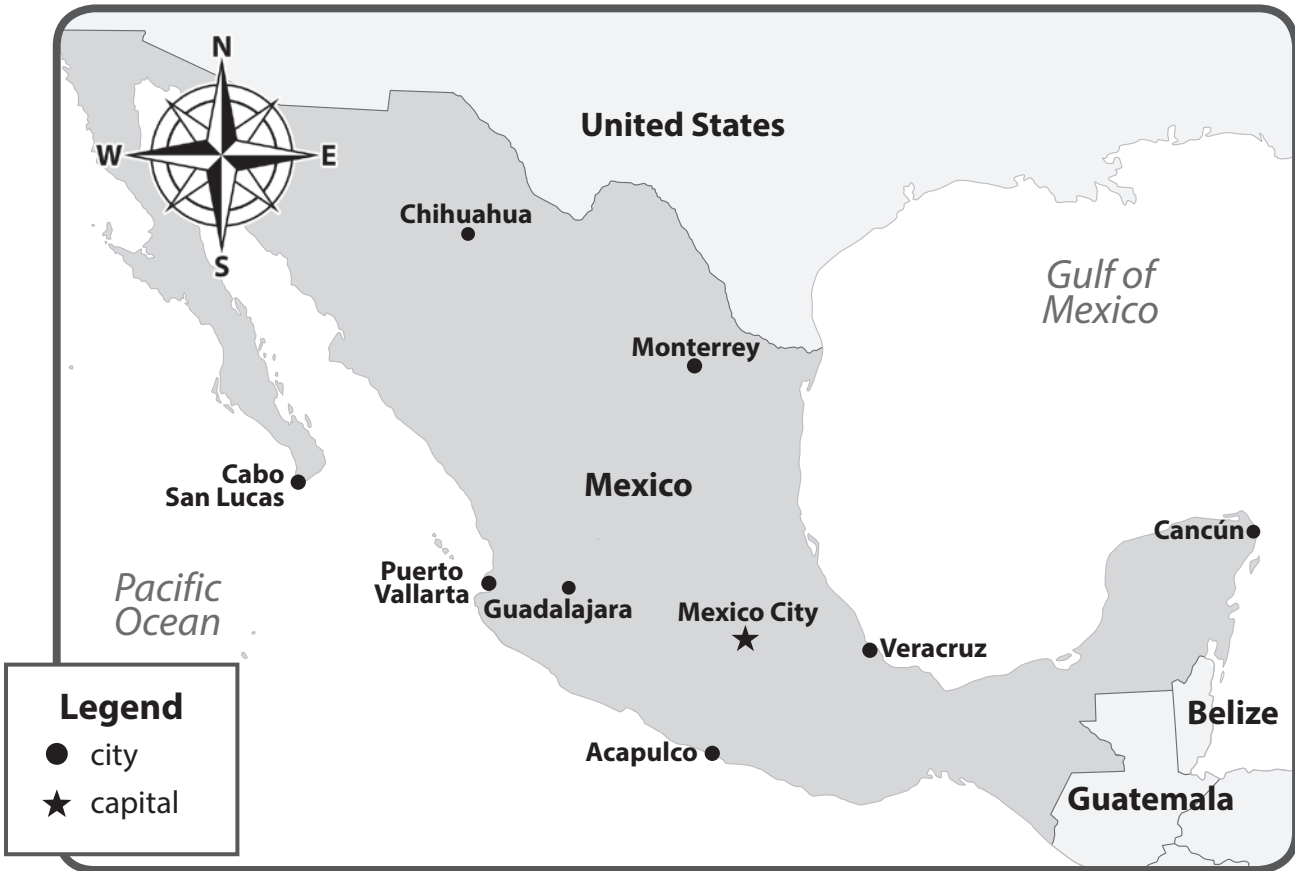 N
United States
W
E
Chihuahua
S
Gulf of
Mexico
Monterrey
Cabo
San Lucas
Mexico
Cancún
Pacific
Ocean
Puerto
Vallarta
Guadalajara
Mexico City
Veracruz
Legend
city
capital
Acapulco
Belize
Guatemala